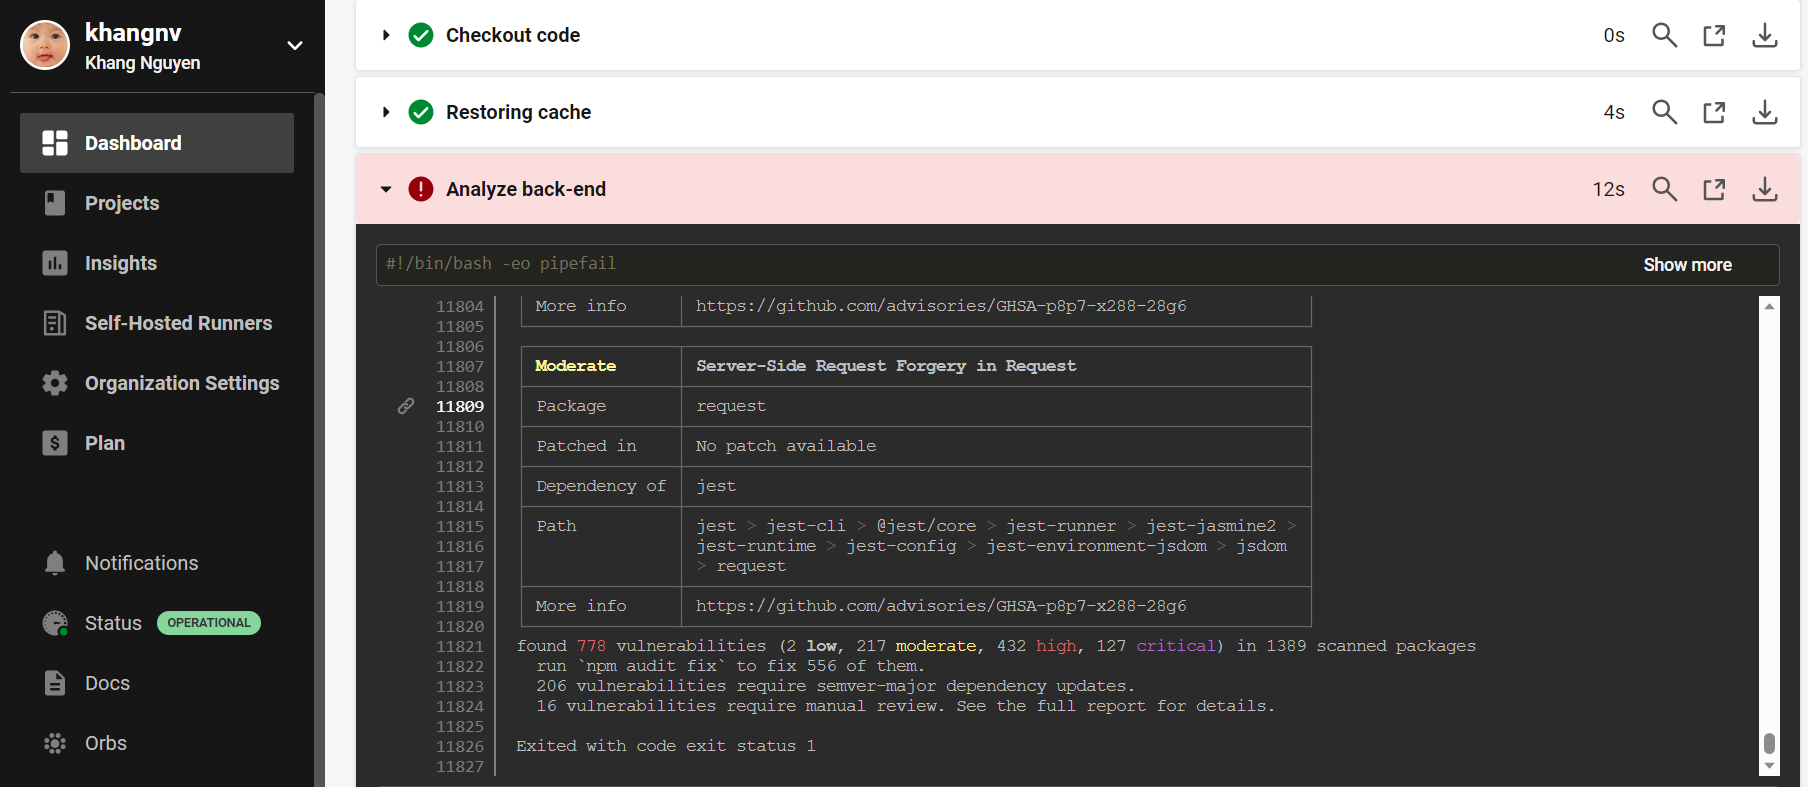 khangnv
Khang Nguyen
Dashboard
Projects
Insights
Self-Hosted Runners
Organization Settings
Plan
Notifications
Status OPERATIONAL
Docs
Orbs
Checkout code 0s
Restoring cache 4s
Analyze back-end 12s
#!/bin/bash -eo pipefail Show more
11804 More info https://github.com/advisories/GHSA-p8p7-x288-28g6
11805
11806
11807 Moderate Server-Side Request Forgery in Request
11808
11809 Package request
11810
11811 Patched in No patch available
11812
11813 Dependency of jest
11814
11815 Path jest > jest-cli > @jest/core > jest-runner > jest-jasmine2 >
11816 jest-runtime > jest-config > jest-environment-jsdom > jsdom
11817 > request
11818
11819 More info https://github.com/advisories/GHSA-p8p7-x288-28g6
11820
11821 found 778 vulnerabilities (2 low, 217 moderate, 432 high, 127 critical) in 1389 scanned packages
11822 run `npm audit fix` to fix 556 of them.
11823 206 vulnerabilities require semver-major dependency updates.
11824 16 vulnerabilities require manual review. See the full report for details.
11825
11826 Exited with code exit status 1
11827